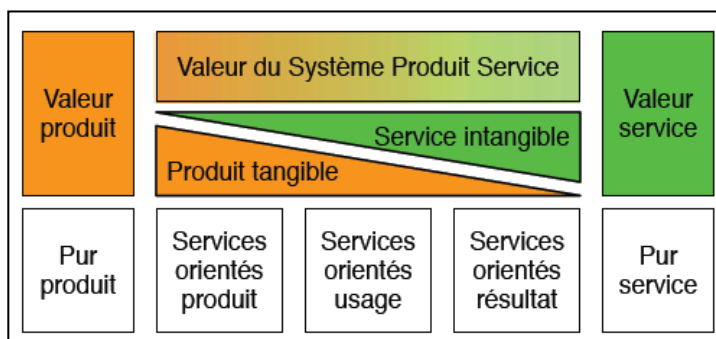 Valeur
produit
Valeur du Système Produit Service
Service intangible
Produit tangible
Valeur
service
Pur
produit
Services
orientés
produit
Services
orientés
usage
Services
orientés
résultat
Pur
service